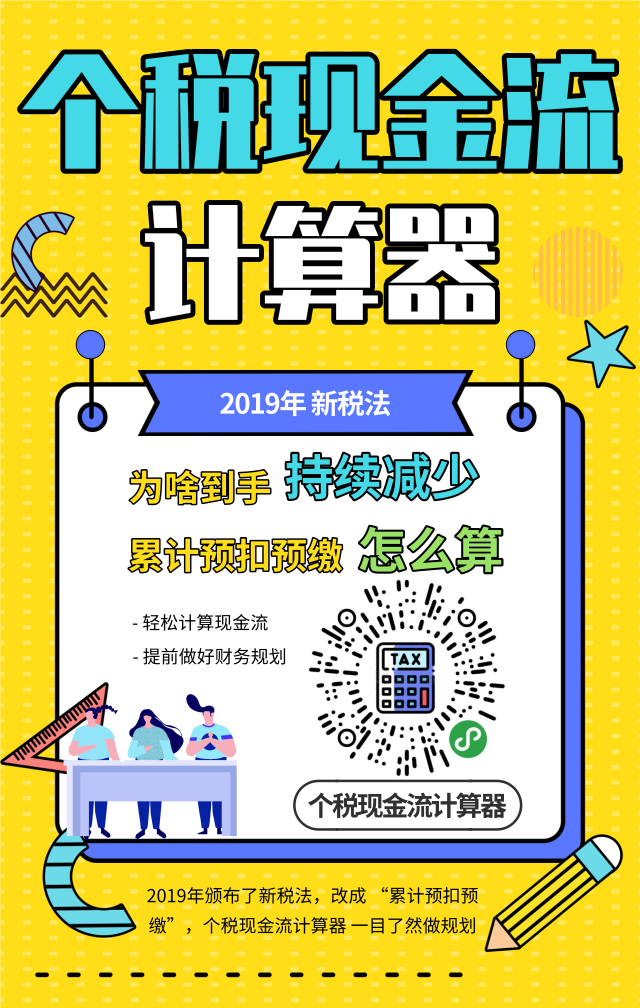 个税现金流
计算器
2019年 新税法
为啥到手 持续减少
累计预扣预缴 怎么算
- 轻松计算现金流
- 提前做好财务规划
TAX
个税现金流计算器
2019年颁布了新税法，改成 “累计预扣预
缴”，个税现金流计算器 一目了然做规划